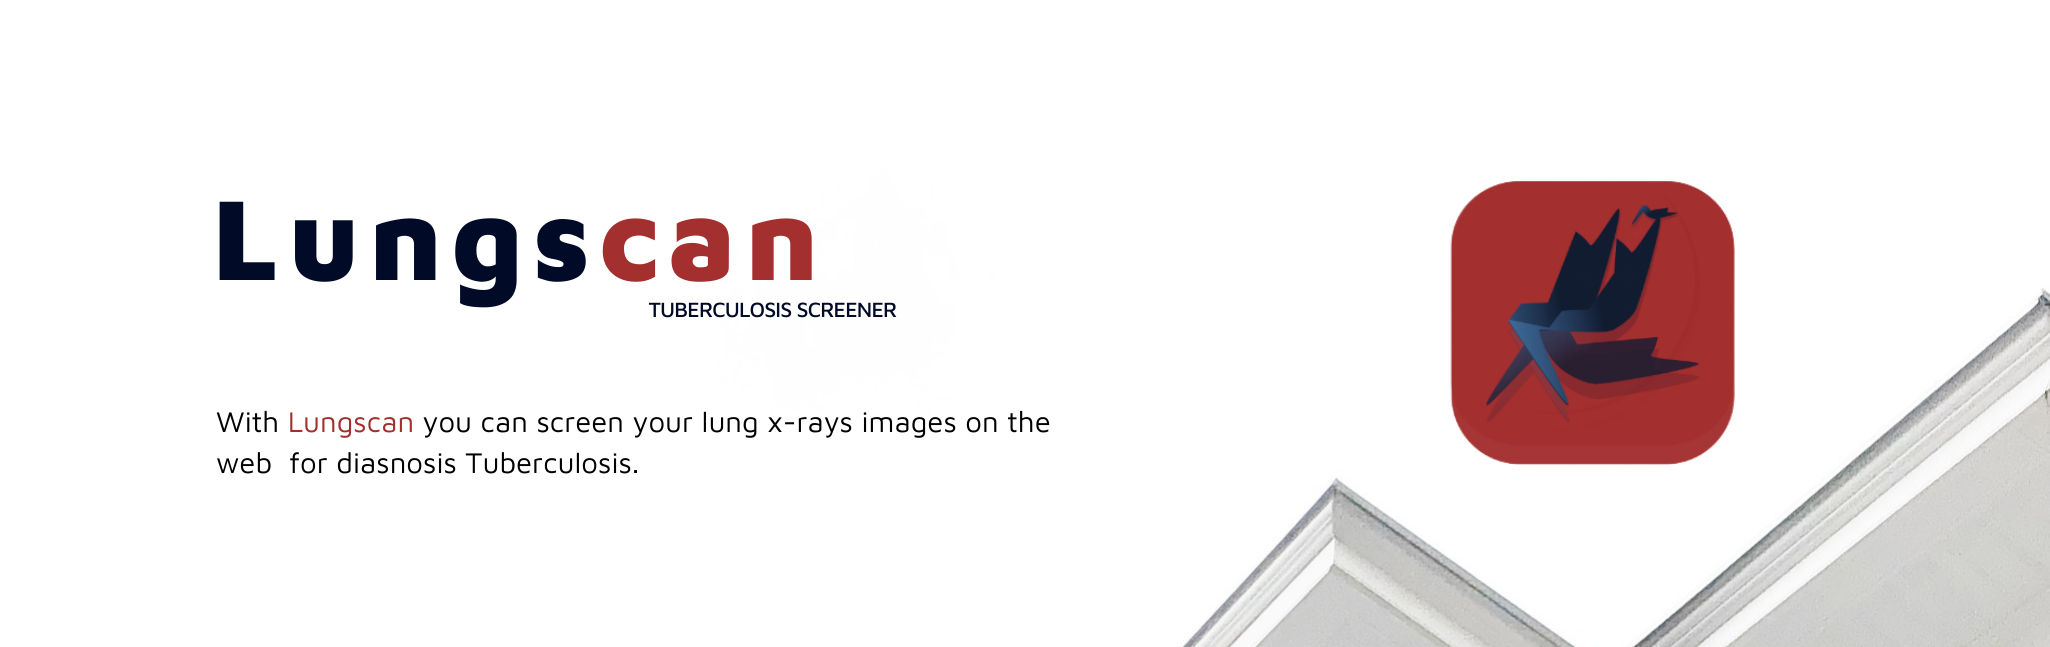 Lungscan
TUBERCULOSIS SCREENER
With Lungscan you can screen your lung x-rays images on the
web  for diasnosis Tuberculosis.